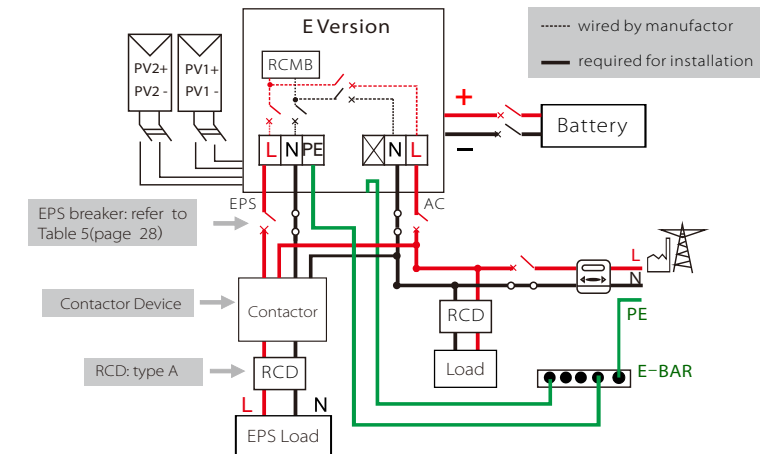 E Version
wired by manufactor
required for installation
PV2+
PV2 -
PV1+
PV1 -
RCMB
+
−
Battery
L
N
PE
N
L
EPS
AC
EPS breaker: refer to
Table 5(page 28)
Contactor Device
Contactor
RCD: type A
RCD
L
N
EPS Load
RCD
Load
L
N
PE
E-BAR